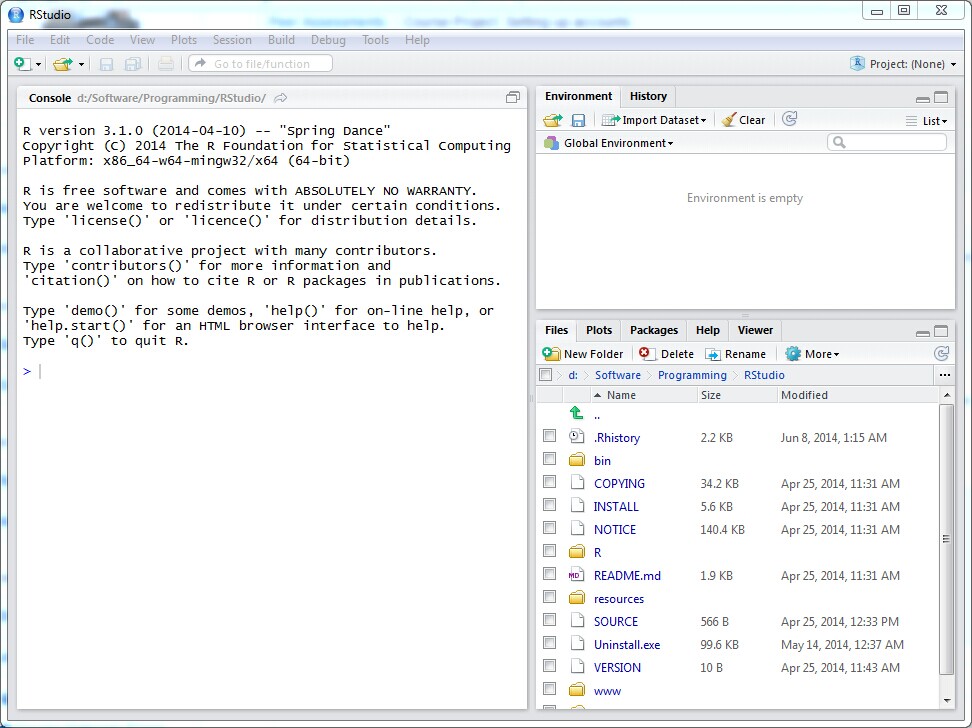 RStudio
File Edit Code View Plots Session Build Debug Tools Help
Go to file/function Project: (None)
Console d:/Software/Programming/RStudio/
R version 3.1.0 (2014-04-10) -- "Spring Dance"
Copyright (C) 2014 The R Foundation for Statistical Computing
Platform: x86_64-w64-mingw32/x64 (64-bit)
R is free software and comes with ABSOLUTELY NO WARRANTY.
You are welcome to redistribute it under certain conditions.
Type 'license()' or 'licence()' for distribution details.
R is a collaborative project with many contributors.
Type 'contributors()' for more information and
'citation()' on how to cite R or R packages in publications.
Type 'demo()' for some demos, 'help()' for on-line help, or
'help.start()' for an HTML browser interface to help.
Type 'q()' to quit R.
>
Environment History
Import Dataset Clear List
Global Environment
Environment is empty
Files Plots Packages Help Viewer
New Folder Delete Rename More
d: Software Programming RStudio ...
Name Size Modified
..
.Rhistory 2.2 KB Jun 8, 2014, 1:15 AM
bin
COPYING 34.2 KB Apr 25, 2014, 11:31 AM
INSTALL 5.6 KB Apr 25, 2014, 11:31 AM
NOTICE 140.4 KB Apr 25, 2014, 11:31 AM
R
MD README.md 1.9 KB Apr 25, 2014, 11:31 AM
resources
SOURCE 566 B Apr 25, 2014, 12:33 PM
Uninstall.exe 99.6 KB May 14, 2014, 12:37 AM
VERSION 10 B Apr 25, 2014, 11:43 AM
www